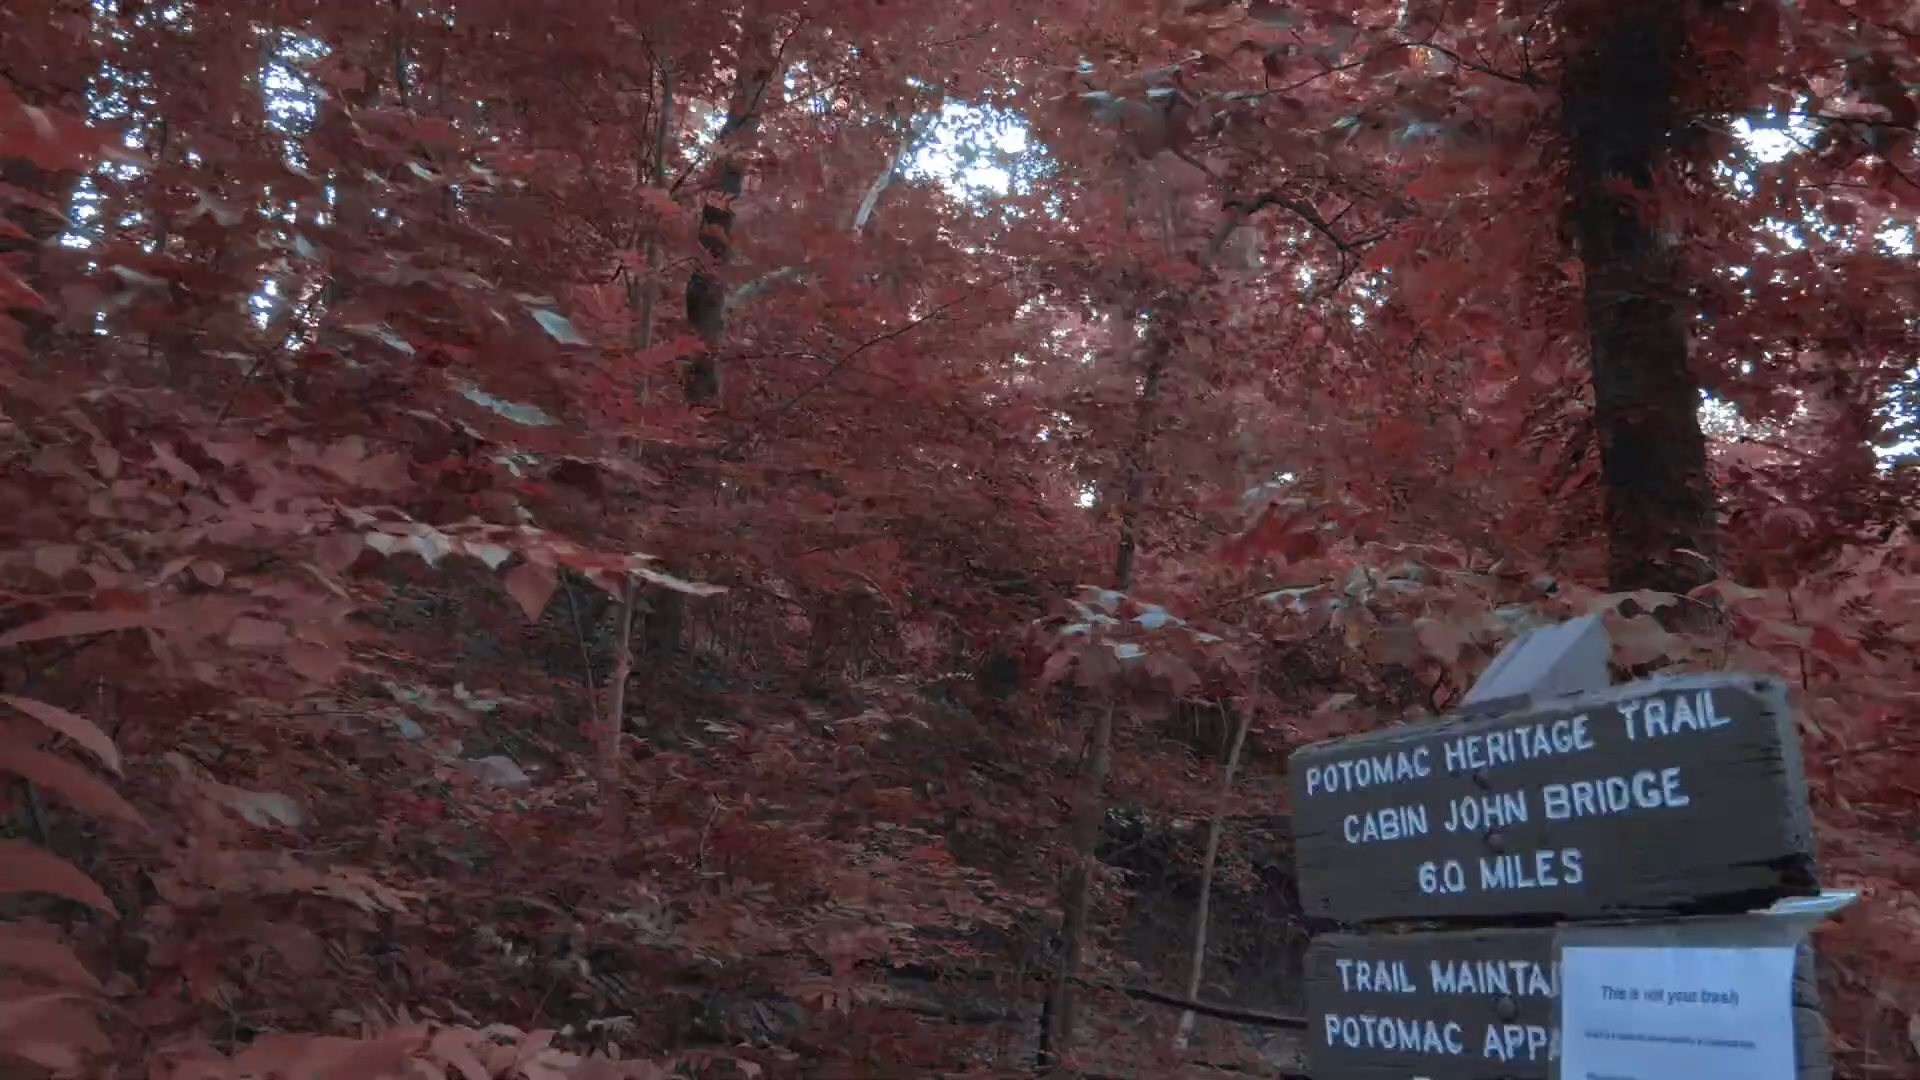 POTOMAC HERITAGE TRAIL
CABIN JOHN BRIDGE
6.0 MILES
TRAIL MAINTAI
POTOMAC APPA
This is not your trash